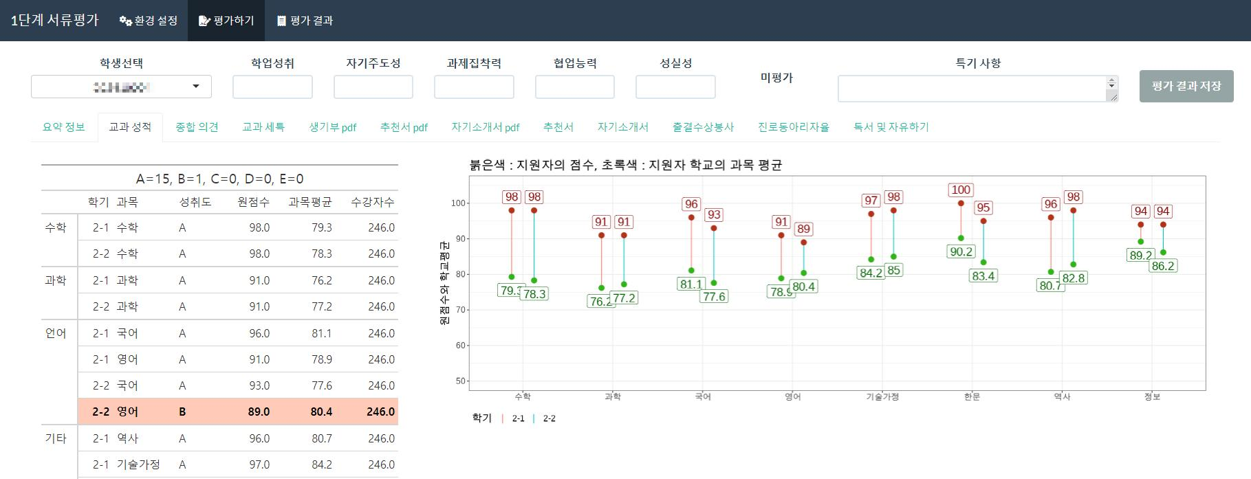 1단계 서류평가 환경 설정 평가하기 평가 결과
학생선택 학업성취 자기주도성 과제집착력 협업능력 성실성 미평가 특기 사항 평가 결과 저장
요약 정보 교과 성적 종합 의견 교과 세특 생기부 pdf 추천서 pdf 자기소개서 pdf 추천서 자기소개서 출결수상봉사 진로동아리자율 독서 및 자유하기
A=15, B=1, C=0, D=0, E=0
학기 과목 성취도 원점수 과목평균 수강자수
수학 2-1 수학 A 98.0 79.3 246.0
2-2 수학 A 98.0 78.3 246.0
과학 2-1 과학 A 91.0 76.2 246.0
2-2 과학 A 91.0 77.2 246.0
언어 2-1 국어 A 96.0 81.1 246.0
2-1 영어 A 91.0 78.9 246.0
2-2 국어 A 93.0 77.6 246.0
2-2 영어 B 89.0 80.4 246.0
기타 2-1 역사 A 96.0 80.7 246.0
2-1 기술가정 A 97.0 84.2 246.0
붉은색 : 지원자의 점수, 초록색 : 지원자 학교의 과목 평균
원점수와 학교평균
100
90
80
70
60
50
98 98 91 91 96 93 91 89 97 98 100 95 96 98 94 94
79.3 78.3 76.2 77.2 81.1 77.6 78.9 80.4 84.2 85 90.2 83.4 80.7 82.8 89.2 86.2
수학 과학 국어 영어 기술가정 한문 역사 정보
학기 2-1 2-2